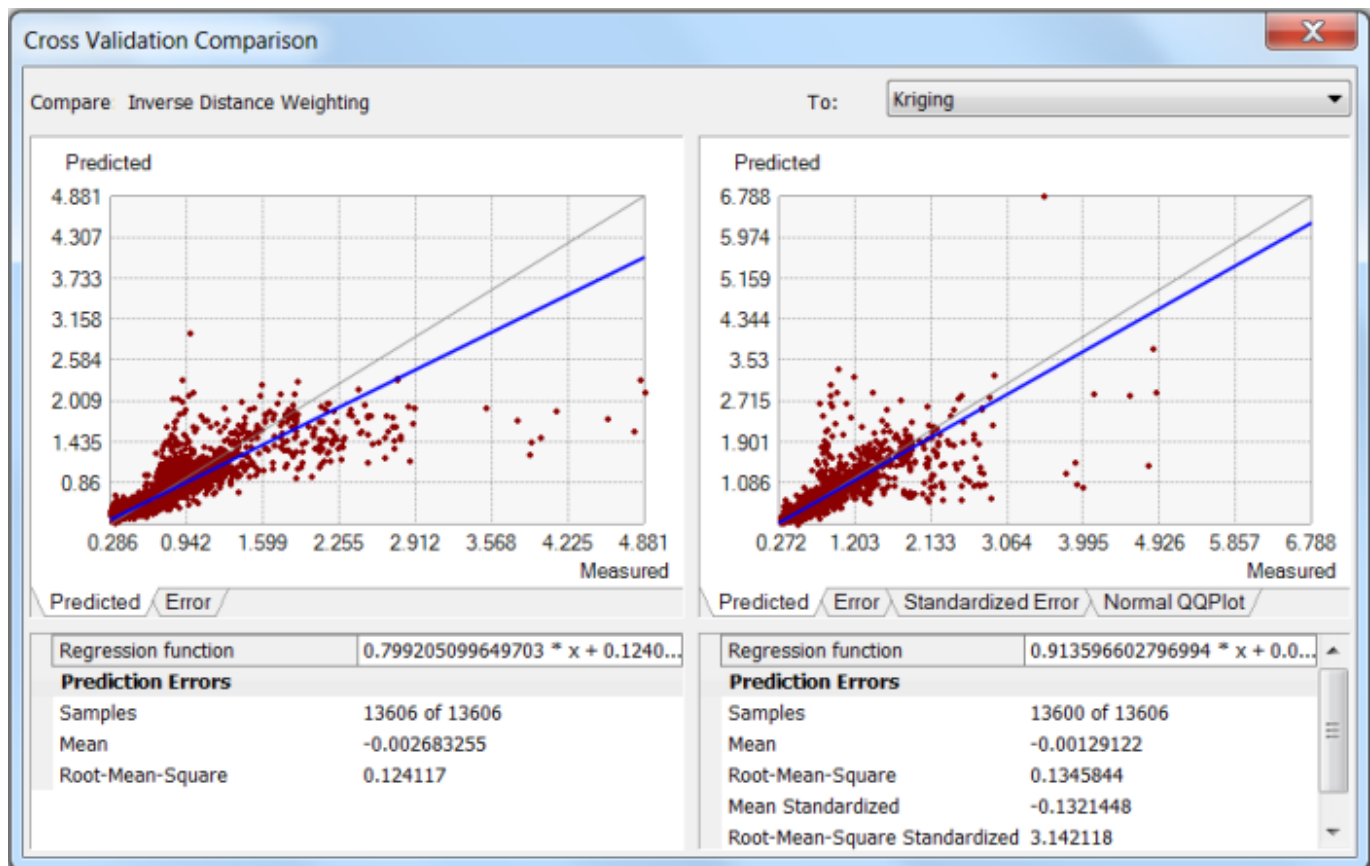 Cross Validation Comparison
X
Compare Inverse Distance Weighting
To: Kriging
Predicted
4.881
4.307
3.733
3.158
2.584
2.009
1.435
0.86
0.286 0.942 1.599 2.255 2.912 3.568 4.225 4.881
Measured
Predicted Error
Regression function 0.799205099649703 * x + 0.1240...
Prediction Errors
Samples 13606 of 13606
Mean -0.002683255
Root-Mean-Square 0.124117
Predicted
6.788
5.974
5.159
4.344
3.53
2.715
1.901
1.086
0.272 1.203 2.133 3.064 3.995 4.926 5.857 6.788
Measured
Predicted Error Standardized Error Normal QQPlot
Regression function 0.913596602796994 * x + 0.0...
Prediction Errors
Samples 13600 of 13606
Mean -0.00129122
Root-Mean-Square 0.1345844
Mean Standardized -0.1321448
Root-Mean-Square Standardized 3.142118